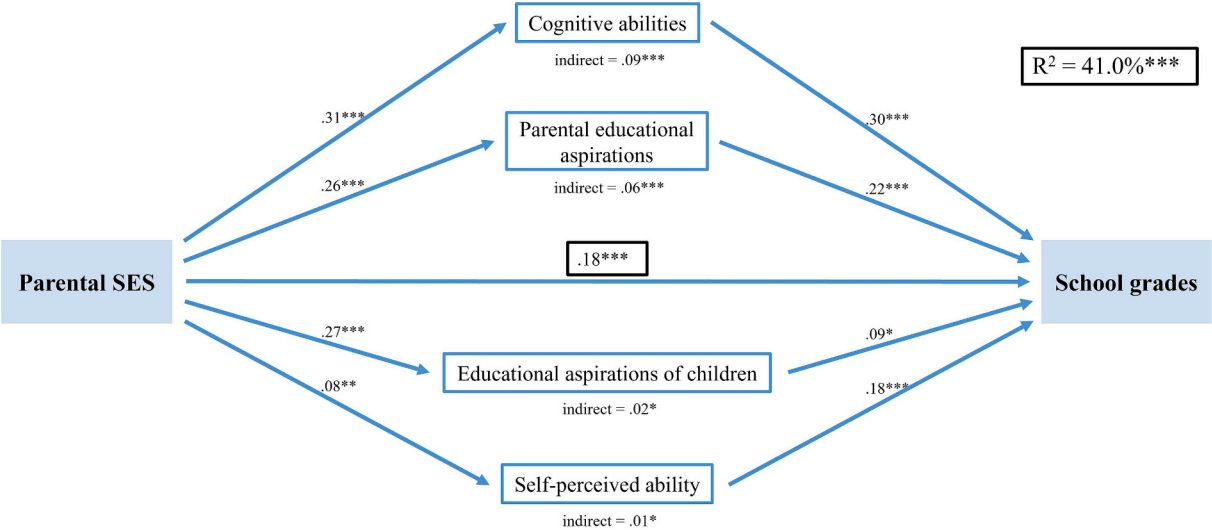 Cognitive abilities
indirect = .09***
R² = 41.0%***
.31***
.30***
Parental educational
aspirations
indirect = .06***
.26***
.22***
.18***
Parental SES
School grades
.27***
.09*
Educational aspirations of children
indirect = .02*
.08**
.18***
Self-perceived ability
indirect = .01*